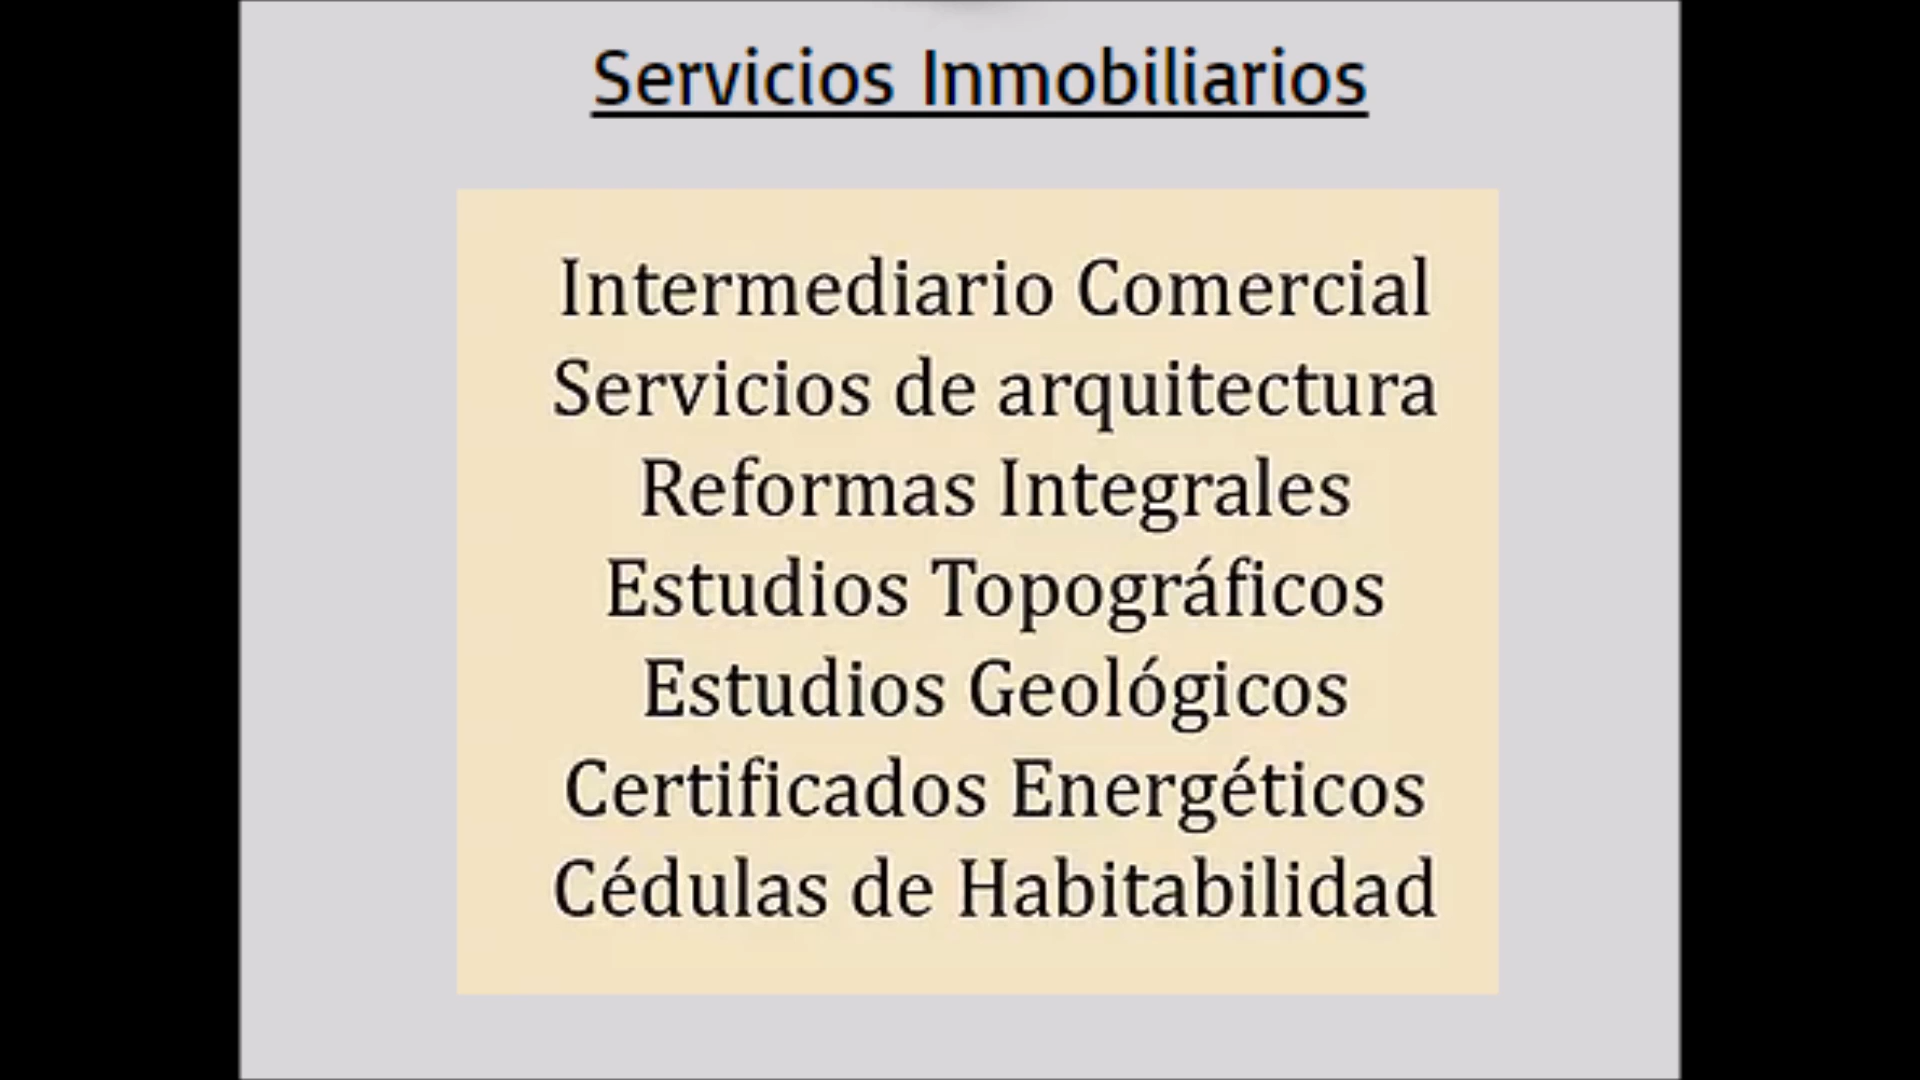 Servicios Inmobiliarios
Intermediario Comercial
Servicios de arquitectura
Reformas Integrales
Estudios Topográficos
Estudios Geológicos
Certificados Energéticos
Cédulas de Habitabilidad